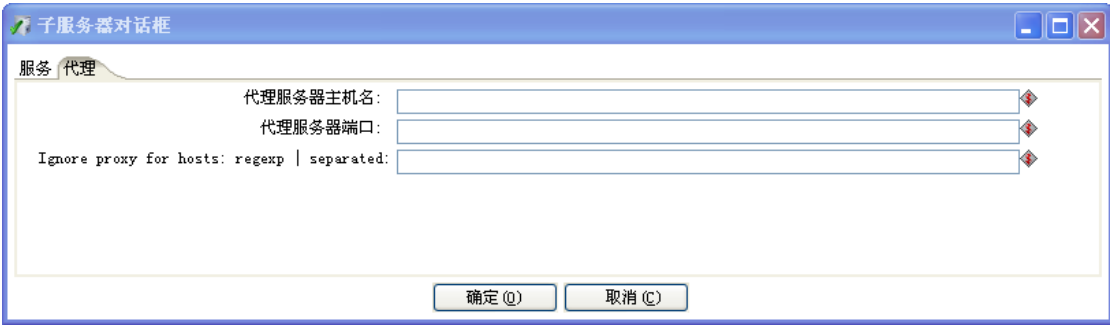 子服务器对话框
服务 代理
代理服务器主机名:
代理服务器端口:
Ignore proxy for hosts: regexp | separated:
确定(O) 取消(C)